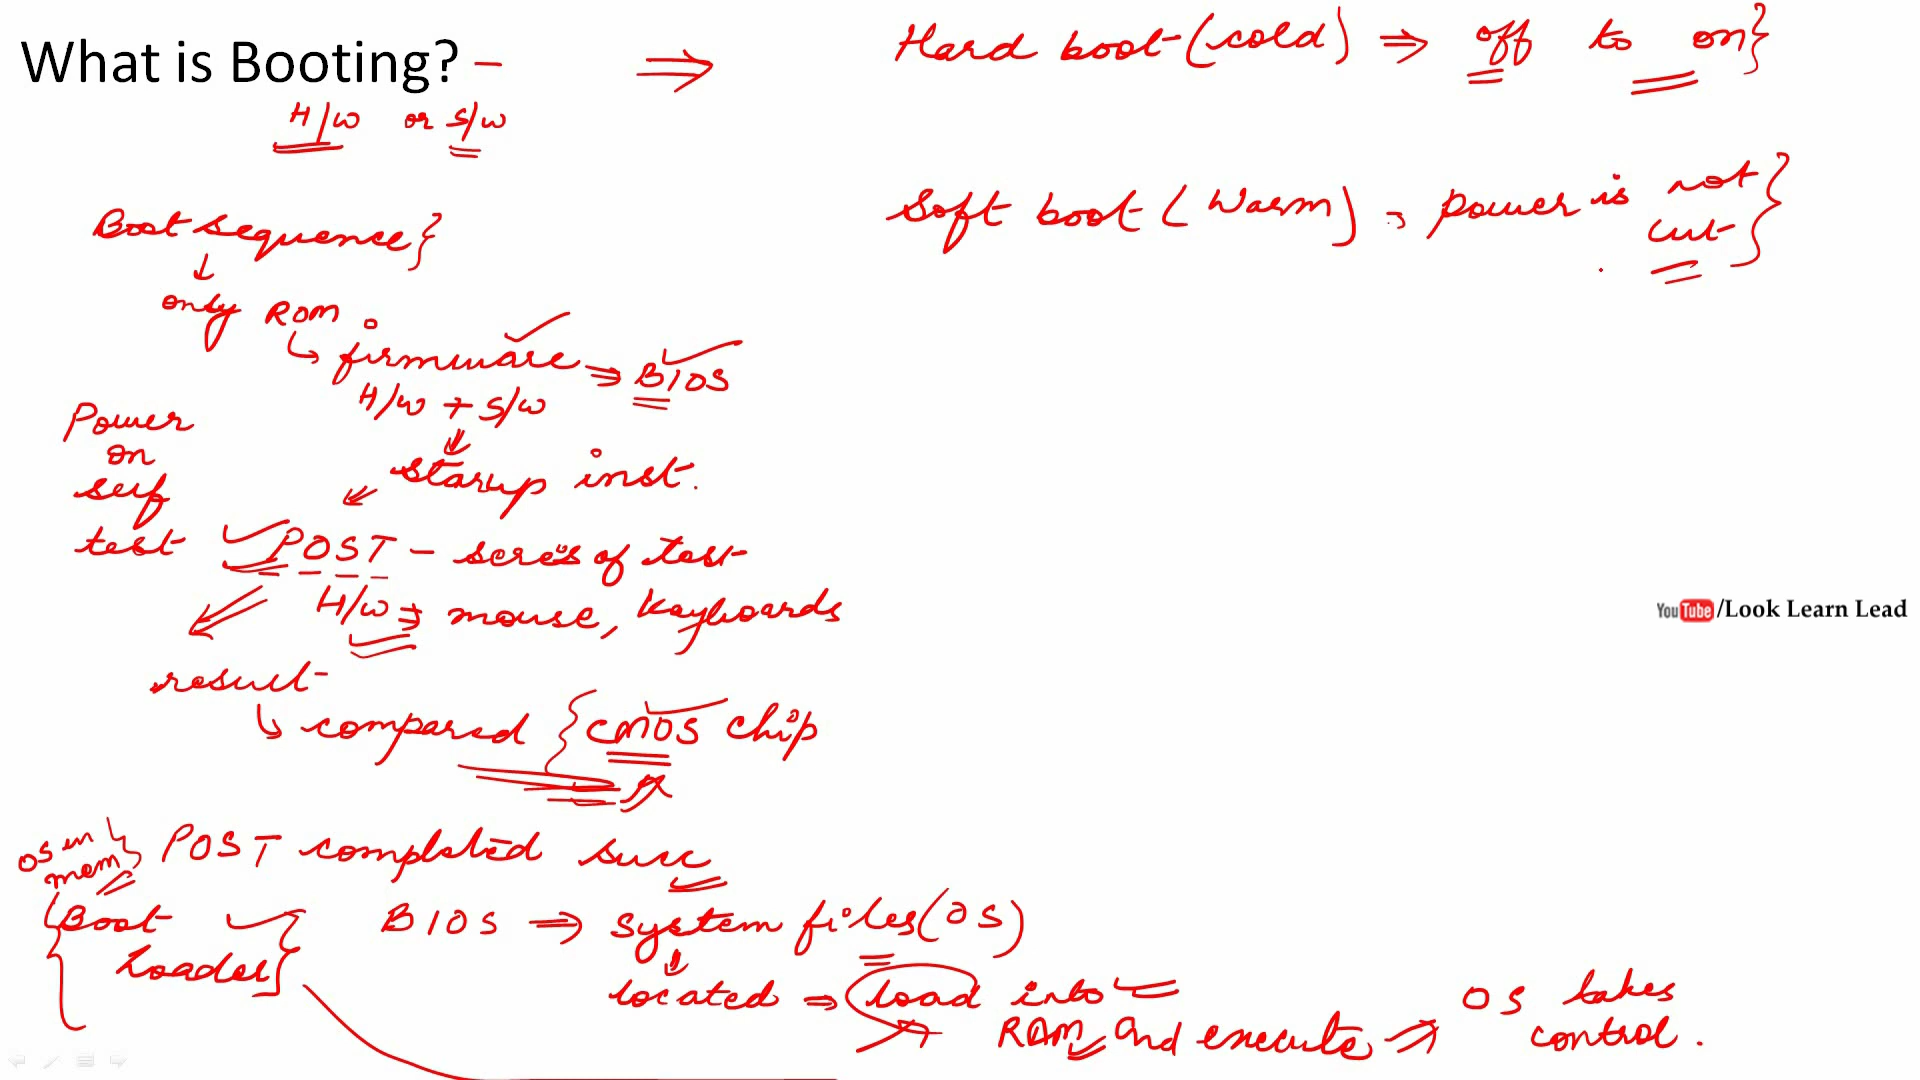 What is Booting? -
H/W or S/W
Boot sequence}
only ROM
firmware ⇒ BIOS
H/W + S/W
starup inst.
Power
on
self
test
POST - series of test
H/W ⇒ mouse, keyboards
result
compared {CMOS chip
POST completed succ
OS in
mem
Boot
Loader
BIOS ⇒ system files(OS)
located ⇒ load into
RAM and execute →
OS takes
control.
Hard boot (cold) ⇒ off to on}
Soft boot (Warm) ⇒ power is not
cut}
YouTube/Look Learn Lead